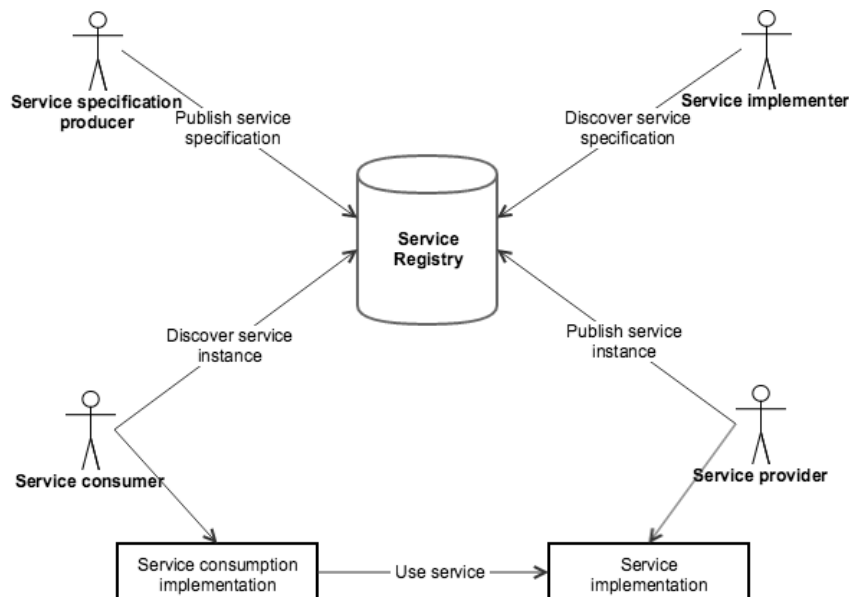 Service specification
producer
Service implementer
Publish service
specification
Discover service
specification
Service
Registry
Discover service
instance
Publish service
instance
Service consumer
Service provider
Service consumption
implementation
Use service
Service
implementation